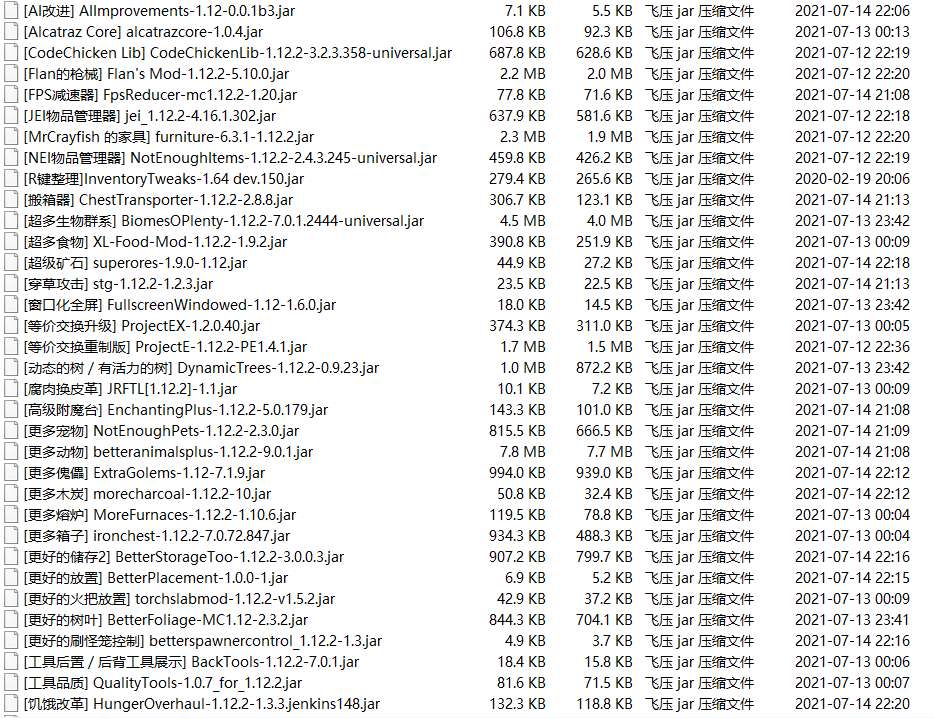 [AI改进] AIImprovements-1.12-0.0.1b3.jar 7.1 KB 5.5 KB 飞压 jar 压缩文件 2021-07-14 22:06
[Alcatraz Core] alcatrazcore-1.0.4.jar 106.8 KB 92.3 KB 飞压 jar 压缩文件 2021-07-13 00:13
[CodeChicken Lib] CodeChickenLib-1.12.2-3.2.3.358-universal.jar 687.8 KB 628.6 KB 飞压 jar 压缩文件 2021-07-12 22:19
[Flan的枪械] Flan's Mod-1.12.2-5.10.0.jar 2.2 MB 2.0 MB 飞压 jar 压缩文件 2021-07-12 22:20
[FPS减速器] FpsReducer-mc1.12.2-1.20.jar 77.8 KB 71.6 KB 飞压 jar 压缩文件 2021-07-14 21:08
[JEI物品管理器] jei_1.12.2-4.16.1.302.jar 637.9 KB 581.6 KB 飞压 jar 压缩文件 2021-07-12 22:18
[MrCrayfish 的家具] furniture-6.3.1-1.12.2.jar 2.3 MB 1.9 MB 飞压 jar 压缩文件 2021-07-12 22:20
[NEI物品管理器] NotEnoughItems-1.12.2-2.4.3.245-universal.jar 459.8 KB 426.2 KB 飞压 jar 压缩文件 2021-07-12 22:19
[R键整理]InventoryTweaks-1.64 dev.150.jar 279.4 KB 265.6 KB 飞压 jar 压缩文件 2020-02-19 20:06
[搬箱器] ChestTransporter-1.12.2-2.8.8.jar 306.7 KB 123.1 KB 飞压 jar 压缩文件 2021-07-14 21:13
[超多生物群系] BiomesOPlenty-1.12.2-7.0.1.2444-universal.jar 4.5 MB 4.0 MB 飞压 jar 压缩文件 2021-07-13 23:42
[超多食物] XL-Food-Mod-1.12.2-1.9.2.jar 390.8 KB 251.9 KB 飞压 jar 压缩文件 2021-07-13 00:09
[超级矿石] superores-1.9.0-1.12.jar 44.9 KB 27.2 KB 飞压 jar 压缩文件 2021-07-14 22:18
[穿草攻击] stg-1.12.2-1.2.3.jar 23.5 KB 22.5 KB 飞压 jar 压缩文件 2021-07-14 21:13
[窗口化全屏] FullscreenWindowed-1.12-1.6.0.jar 18.0 KB 14.5 KB 飞压 jar 压缩文件 2021-07-13 23:42
[等价交换升级] ProjectEX-1.2.0.40.jar 374.3 KB 311.0 KB 飞压 jar 压缩文件 2021-07-13 00:05
[等价交换重制版] ProjectE-1.12.2-PE1.4.1.jar 1.7 MB 1.5 MB 飞压 jar 压缩文件 2021-07-12 22:36
[动态的树 / 有活力的树] DynamicTrees-1.12.2-0.9.23.jar 1.0 MB 872.2 KB 飞压 jar 压缩文件 2021-07-13 23:42
[腐肉换皮革] JRFTL[1.12.2]-1.1.jar 10.1 KB 7.2 KB 飞压 jar 压缩文件 2021-07-13 00:09
[高级附魔台] EnchantingPlus-1.12.2-5.0.179.jar 143.3 KB 101.0 KB 飞压 jar 压缩文件 2021-07-14 21:08
[更多宠物] NotEnoughPets-1.12.2-2.3.0.jar 815.5 KB 666.5 KB 飞压 jar 压缩文件 2021-07-14 21:09
[更多动物] betteranimalsplus-1.12.2-9.0.1.jar 7.8 MB 7.7 MB 飞压 jar 压缩文件 2021-07-14 21:08
[更多傀儡] ExtraGolems-1.12-7.1.9.jar 994.0 KB 939.0 KB 飞压 jar 压缩文件 2021-07-14 22:12
[更多木炭] morecharcoal-1.12.2-10.jar 50.8 KB 32.4 KB 飞压 jar 压缩文件 2021-07-14 22:12
[更多熔炉] MoreFurnaces-1.12.2-1.10.6.jar 119.5 KB 78.8 KB 飞压 jar 压缩文件 2021-07-13 00:04
[更多箱子] ironchest-1.12.2-7.0.72.847.jar 934.3 KB 488.3 KB 飞压 jar 压缩文件 2021-07-13 00:04
[更好的储存2] BetterStorageToo-1.12.2-3.0.0.3.jar 907.2 KB 799.7 KB 飞压 jar 压缩文件 2021-07-14 22:16
[更好的放置] BetterPlacement-1.0.0-1.jar 6.9 KB 5.2 KB 飞压 jar 压缩文件 2021-07-14 22:15
[更好的火把放置] torchslabmod-1.12.2-v1.5.2.jar 42.9 KB 37.2 KB 飞压 jar 压缩文件 2021-07-13 00:09
[更好的树叶] BetterFoliage-MC1.12-2.3.2.jar 844.3 KB 704.1 KB 飞压 jar 压缩文件 2021-07-13 23:41
[更好的刷怪笼控制] betterspawnercontrol_1.12.2-1.3.jar 4.9 KB 3.7 KB 飞压 jar 压缩文件 2021-07-14 22:16
[工具后置 / 后背工具展示] BackTools-1.12.2-7.0.1.jar 18.4 KB 15.8 KB 飞压 jar 压缩文件 2021-07-13 00:06
[工具品质] QualityTools-1.0.7_for_1.12.2.jar 81.6 KB 71.5 KB 飞压 jar 压缩文件 2021-07-13 00:07
[饥饿改革] HungerOverhaul-1.12.2-1.3.3.jenkins148.jar 132.3 KB 118.8 KB 飞压 jar 压缩文件 2021-07-14 22:20